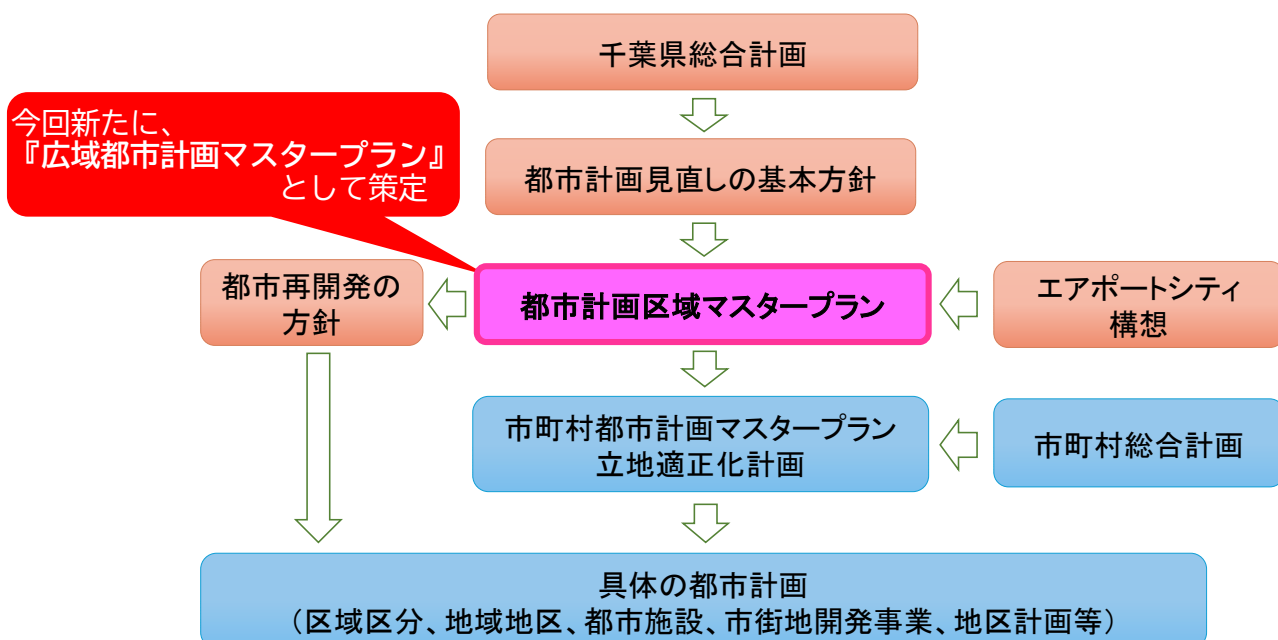 千葉県総合計画
今回新たに、
『広域都市計画マスタープラン』
として策定
都市計画見直しの基本方針
都市再開発の
方針
都市計画区域マスタープラン
エアポートシティ
構想
市町村都市計画マスタープラン
立地適正化計画
市町村総合計画
具体の都市計画
（区域区分、地域地区、都市施設、市街地開発事業、地区計画等）